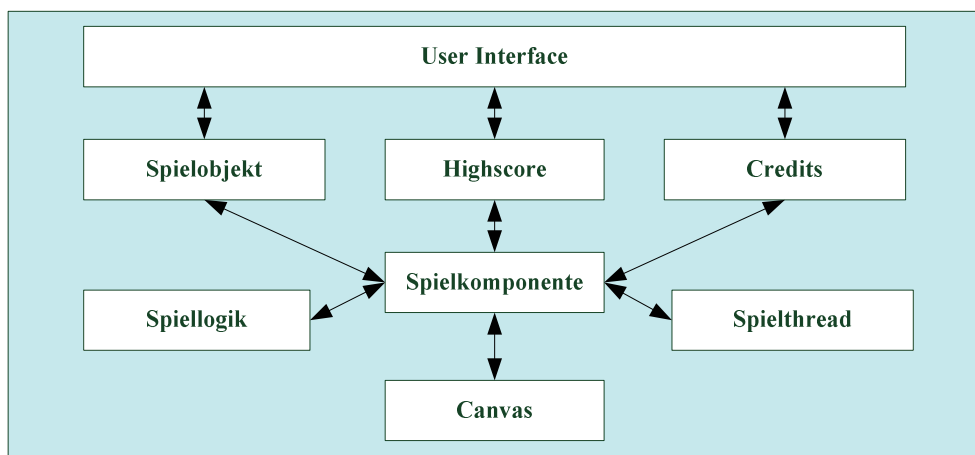 User Interface
Spielobjekt
Highscore
Credits
Spielkomponente
Spiellogik
Spielthread
Canvas